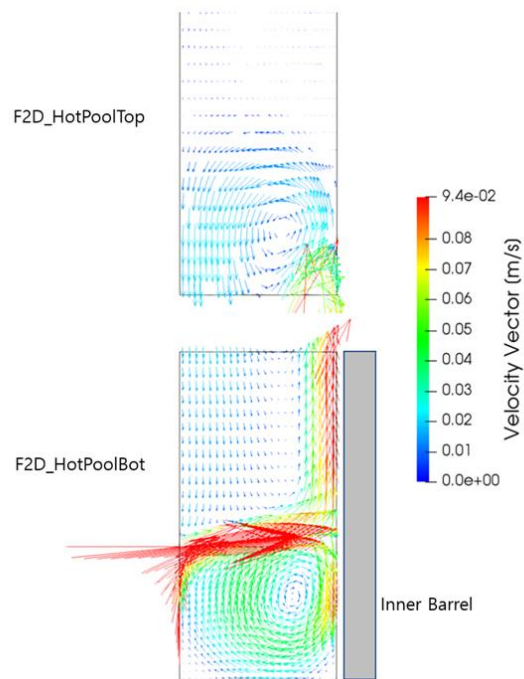 F2D_HotPoolTop
9.4e-02
0.08
0.07
0.06
0.05
0.04
0.03
0.02
0.01
0.0e+00
Velocity Vector (m/s)
F2D_HotPoolBot
Inner Barrel